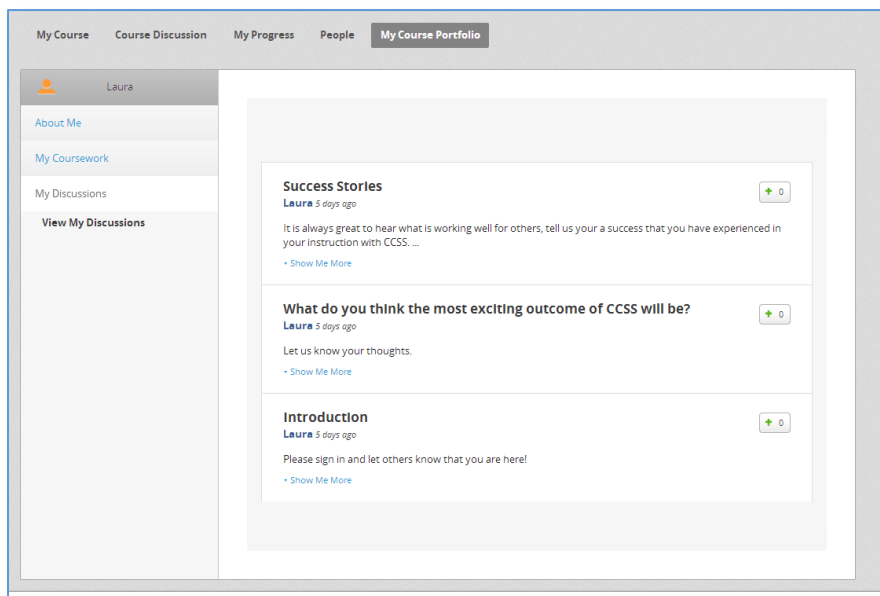 My Course Course Discussion My Progress People My Course Portfolio
Laura
About Me
My Coursework
My Discussions
View My Discussions
Success Stories
+ 0
Laura 5 days ago
It is always great to hear what is working well for others, tell us your a success that you have experienced in
your instruction with CCSS. ...
• Show Me More
What do you think the most exciting outcome of CCSS will be?
+ 0
Laura 5 days ago
Let us know your thoughts.
• Show Me More
Introduction
+ 0
Laura 5 days ago
Please sign in and let others know that you are here!
• Show Me More